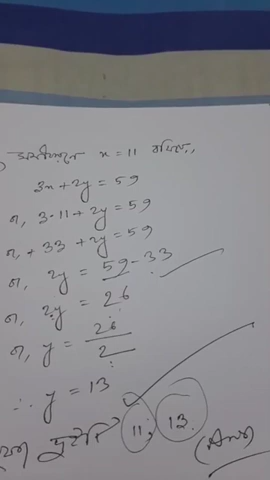 সমীকরণে x = 11 বসিয়ে,
3x + 2y = 59
বা, 3·11 + 2y = 59
বা, + 33 + 2y = 59
বা, 2y = 59 - 33
বা, 2y = 26
বা, y = 26/2
∴ y = 13
দুটি 11; 13
(Ans)